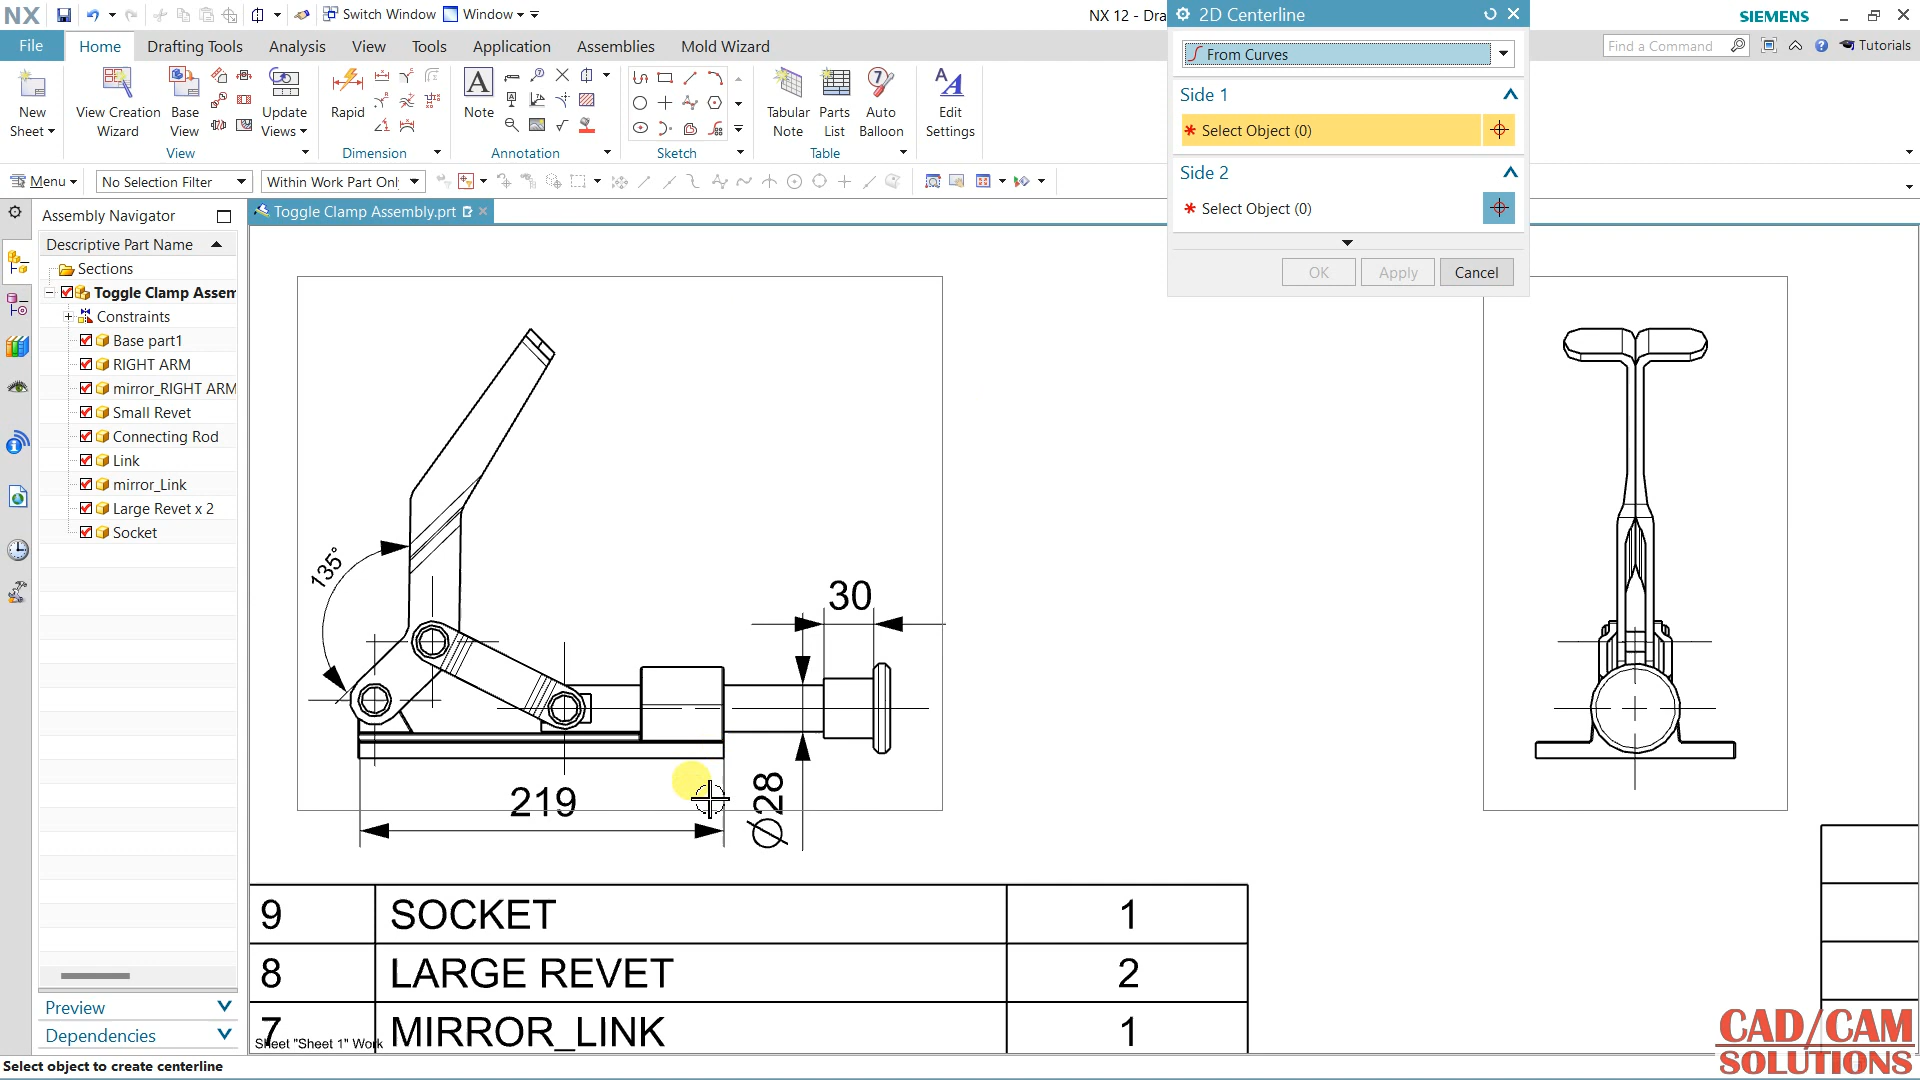 NX
Switch Window
Window
NX 12 - Dra
2D Centerline
SIEMENS
File
Home
Drafting Tools
Analysis
View
Tools
Application
Assemblies
Mold Wizard
From Curves
Find a Command
Tutorials
New Sheet
View Creation Wizard
Base View
Update Views
Rapid
A
Note
Tabular Note
Parts List
Auto Balloon
Edit Settings
View
Dimension
Annotation
Sketch
Table
Side 1
Select Object (0)
Side 2
Select Object (0)
OK
Apply
Cancel
Menu
No Selection Filter
Within Work Part Onl
Assembly Navigator
Toggle Clamp Assembly.prt
Descriptive Part Name
Sections
Toggle Clamp Assem
Constraints
Base part1
RIGHT ARM
mirror_RIGHT ARM
Small Revet
Connecting Rod
Link
mirror_Link
Large Revet x 2
Socket
135°
30
219
Ø28
9 SOCKET 1
8 LARGE REVET 2
7 MIRROR_LINK 1
Sheet "Sheet 1" Work
Preview
Dependencies
CAD/CAM
SOLUTIONS
Select object to create centerline